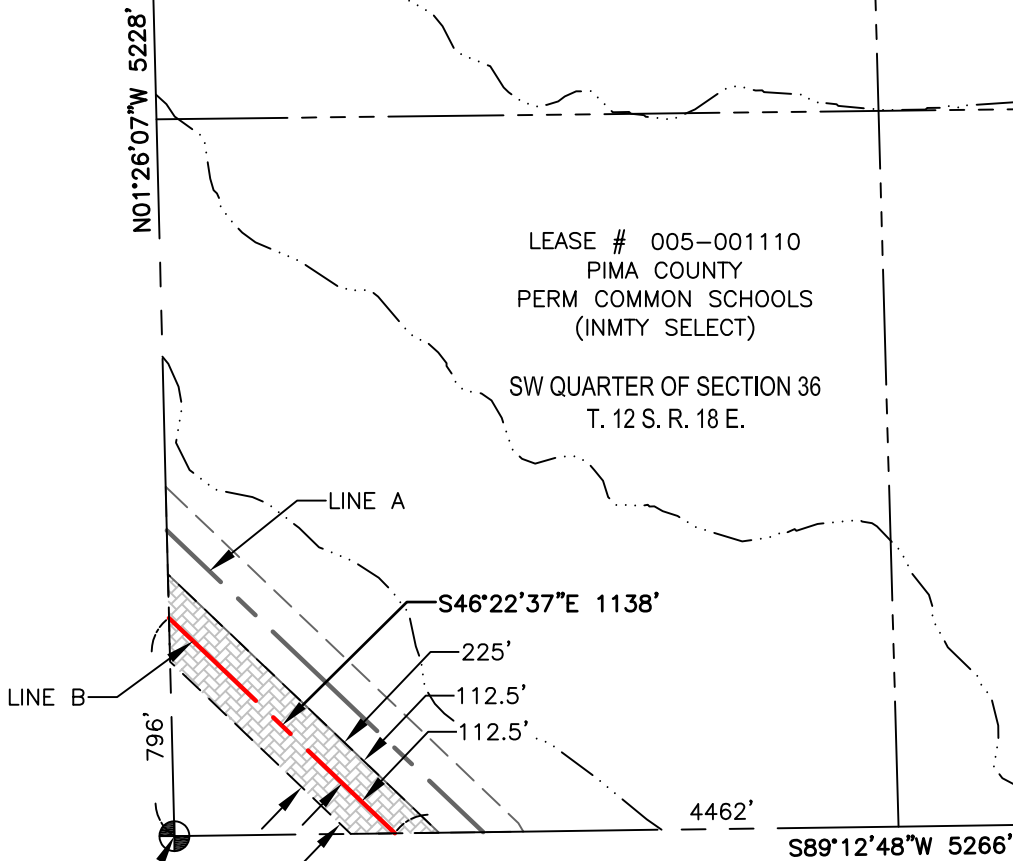 N01°26'07"W 5228'
LEASE # 005-001110
PIMA COUNTY
PERM COMMON SCHOOLS
(INMTY SELECT)
SW QUARTER OF SECTION 36
T. 12 S. R. 18 E.
LINE A
S46°22'37"E 1138'
225'
LINE B
112.5'
112.5'
796'
4462'
S89°12'48"W 5266'